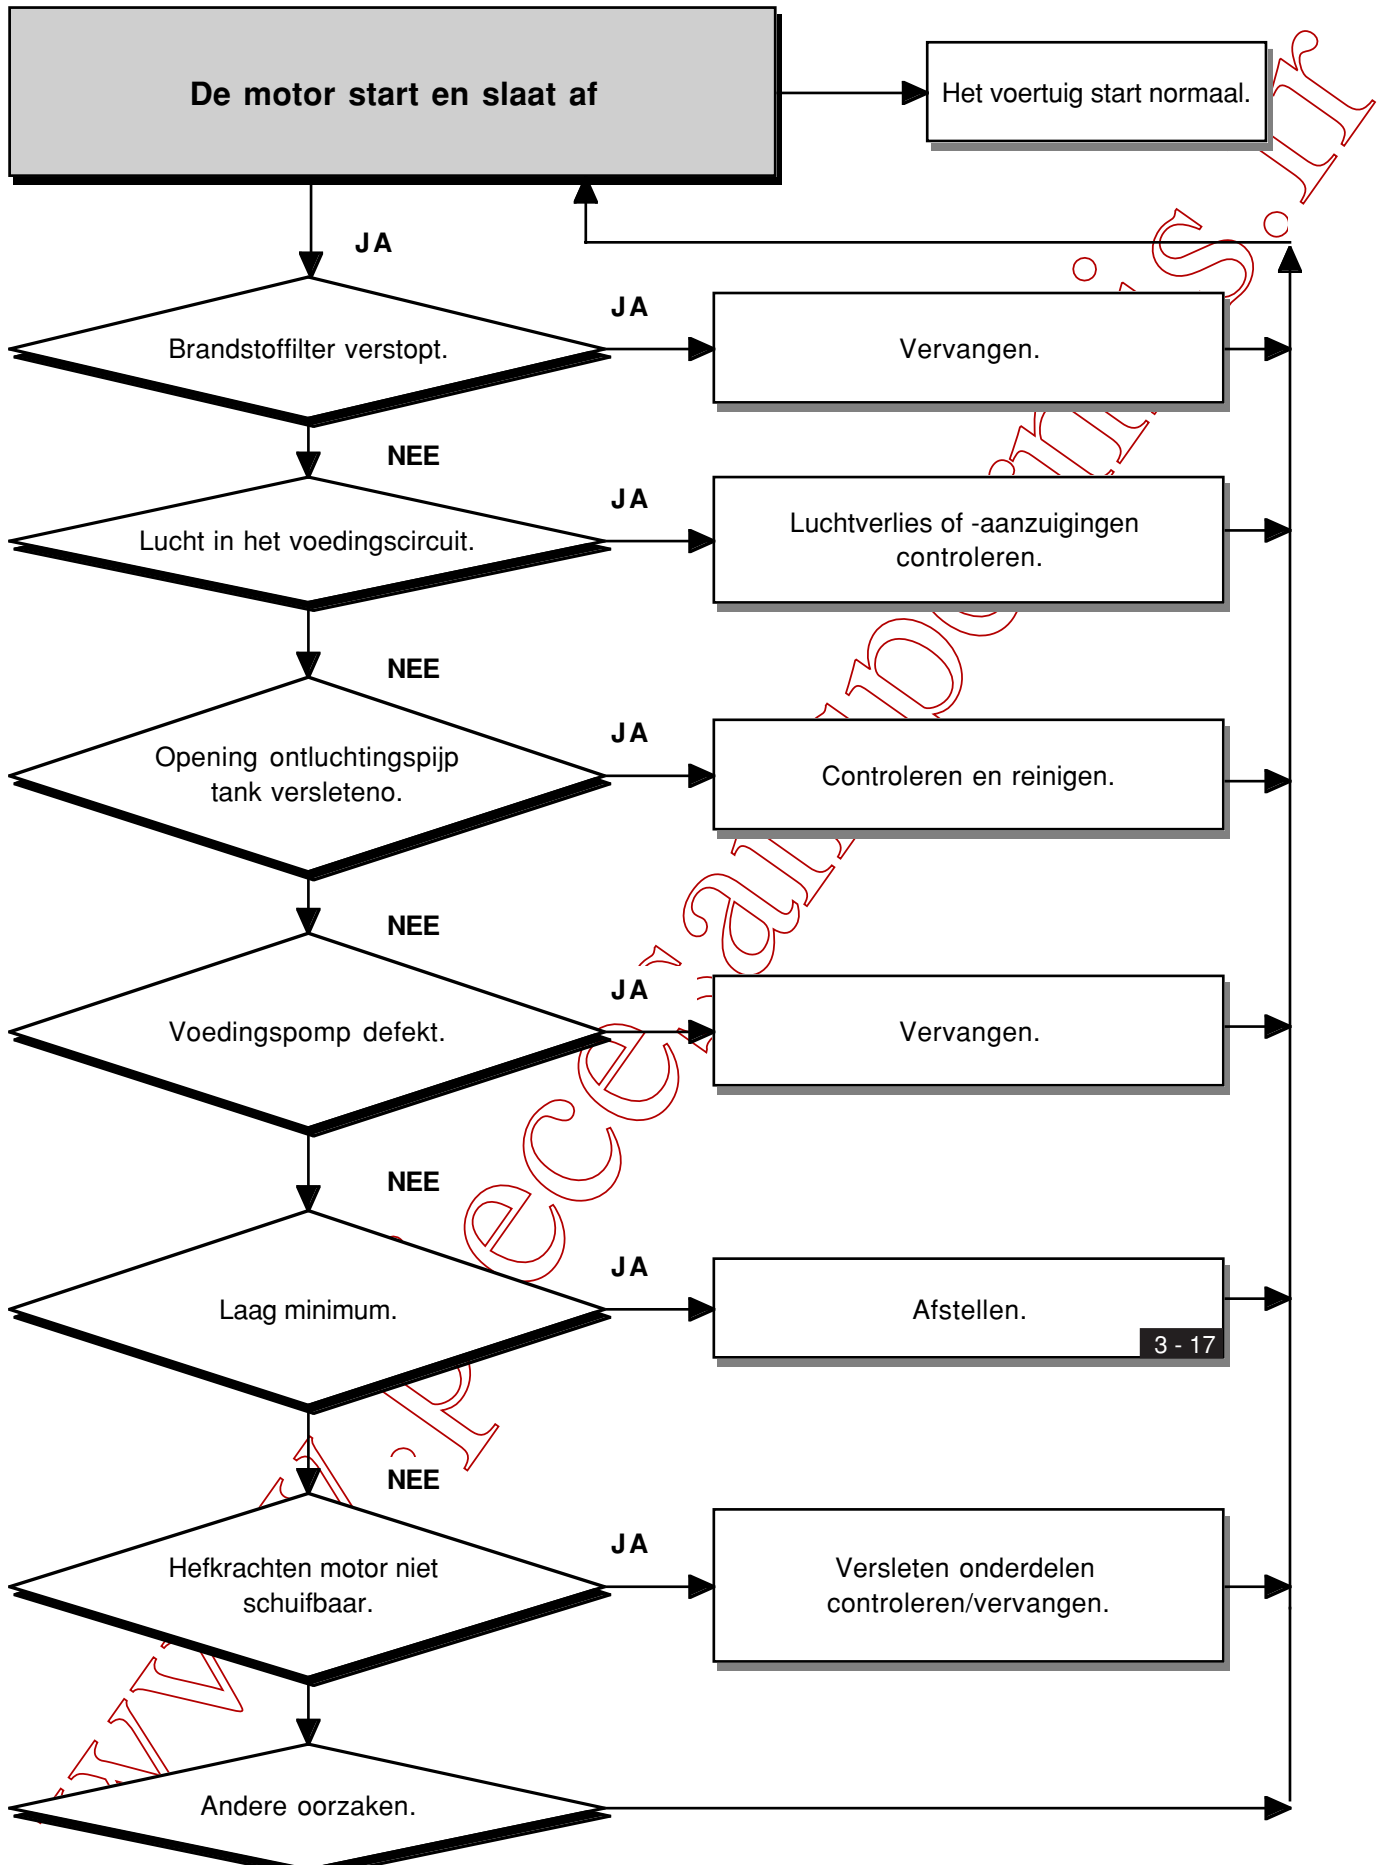 De motor start en slaat af
Het voertuig start normaal.
JA
Brandstoffilter verstopt.
JA
Vervangen.
NEE
Lucht in het voedingscircuit.
JA
Luchtverlies of -aanzuigingen
controleren.
NEE
Opening ontluchtingspijp
tank versleteno.
JA
Controleren en reinigen.
NEE
Voedingspomp defekt.
JA
Vervangen.
NEE
Laag minimum.
JA
Afstellen.
3 - 17
NEE
Hefkrachten motor niet
schuifbaar.
JA
Versleten onderdelen
controleren/vervangen.
Andere oorzaken.